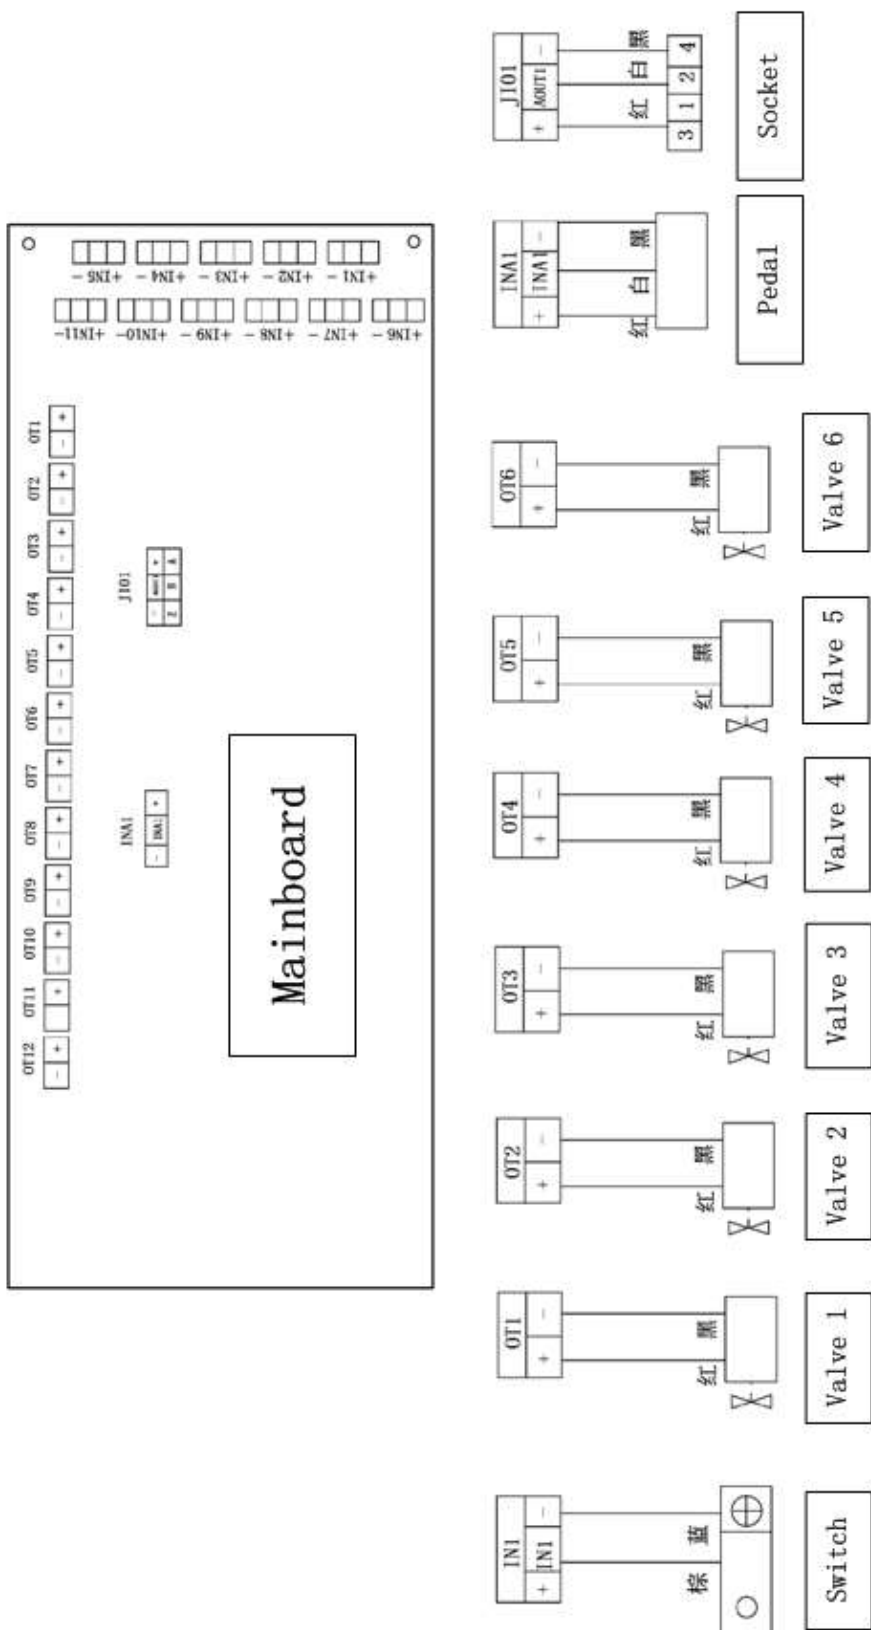 OT12
OT11
OT10
OT9
OT8
OT7
OT6
OT5
OT4
OT3
OT2
OT1
- +
+
- +
- +
- +
- +
- +
- +
- +
- +
- +
- +
+IN5 -
+IN4 -
+IN3 -
+IN2 -
+IN1 -
+IN11-
+IN10-
+IN9 -
+IN8 -
+IN7 -
+IN6 -
INA1
- INA1 +
JI01
- +
Z B A
Mainboard
IN1
+ IN1 -
棕 蓝
Switch
OT1
+ -
红 黑
Valve 1
OT2
+ -
红 黑
Valve 2
OT3
+ -
红 黑
Valve 3
OT4
+ -
红 黑
Valve 4
OT5
+ -
红 黑
Valve 5
OT6
+ -
红 黑
Valve 6
INA1
+ INA1 -
红 白 黑
Pedal
JI01
+ AOUT1 -
红 白 黑
3 1 2 4
Socket